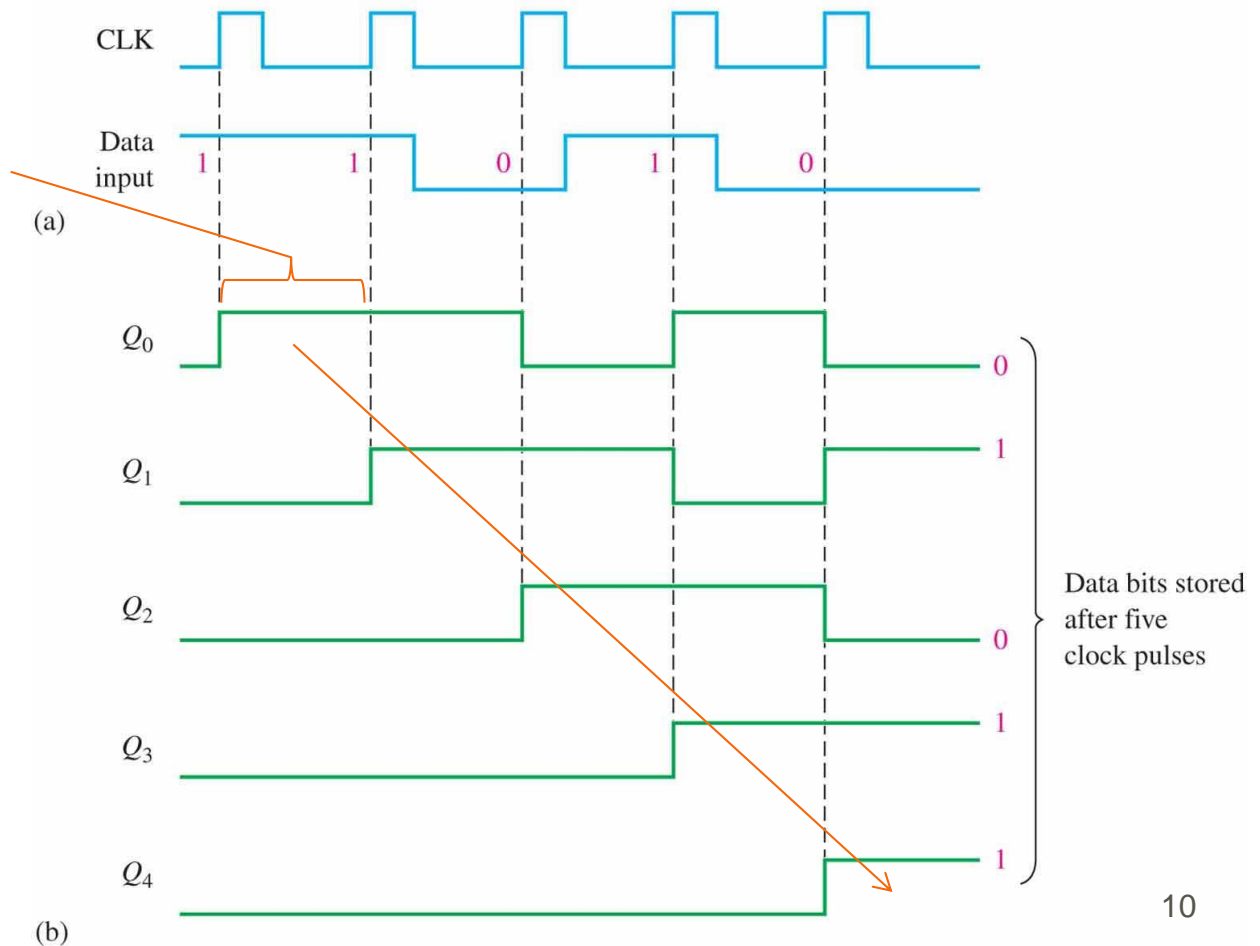 CLK
Data
input
1 1 0 1 0
(a)
Q0
0
Q1
1
Q2
0
Data bits stored
after five
clock pulses
Q3
1
Q4
1
10
(b)